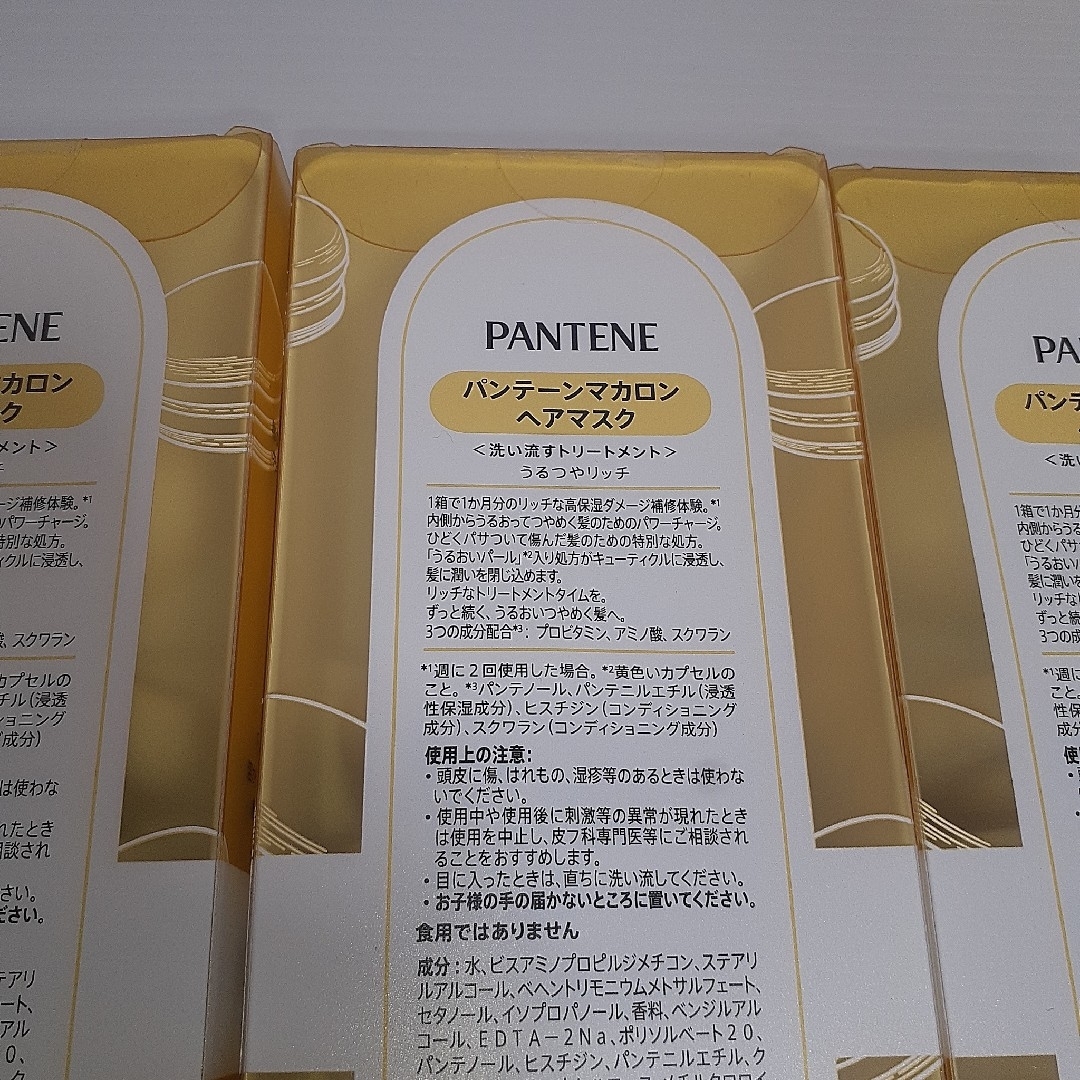 PANTENE
パンテーンマカロン
ヘアマスク
＜洗い流すトリートメント＞
うるつやリッチ
1箱で1か月分のリッチな高保湿ダメージ補修体験。*1
内側からうるおってつやめく髪のためのパワーチャージ。
ひどくパサついて傷んだ髪のための特別な処方。
「うるおいパール」*2入り処方がキューティクルに浸透し、
髪に潤いを閉じ込めます。
リッチなトリートメントタイムを。
ずっと続く、うるおいつやめく髪へ。
3つの成分配合*3：プロビタミン、アミノ酸、スクワラン
*1週に２回使用した場合。*2黄色いカプセルの
こと。*3パンテノール、パンテニルエチル（浸透
性保湿成分）、ヒスチジン（コンディショニング
成分）、スクワラン（コンディショニング成分）
使用上の注意：
・頭皮に傷、はれもの、湿疹等のあるときは使わな
いでください。
・使用中や使用後に刺激等の異常が現れたとき
は使用を中止し、皮フ科専門医等にご相談され
ることをおすすめします。
・目に入ったときは、直ちに洗い流してください。
・お子様の手の届かないところに置いてください。
食用ではありません
成分：水、ビスアミノプロピルジメチコン、ステアリ
ルアルコール、ベヘントリモニウムメトサルフェート、
セタノール、イソプロパノール、香料、ベンジルアル
コール、ＥＤＴＡ－２Ｎａ、ポリソルベート２０、
パンテノール、ヒスチジン、パンテニルエチル、ク
ENE
カロン
ク
メント＞
ージ補修体験。*1
パワーチャージ。
特別な処方。
ィクルに浸透し、
酸、スクワラン
カプセルの
チル（浸透
ショニング
グ成分）
は使わな
れたとき
相談され
ださい。
ださい。
テアリ
ート、
アル
０、
ク
PA
パンテ
＜洗い
1箱で1か月分
内側からうるお
ひどくパサつ
「うるおいパ
髪に潤いを
リッチなト
ずっと続
3つの成
*1週に
こと。
性保
成分
使